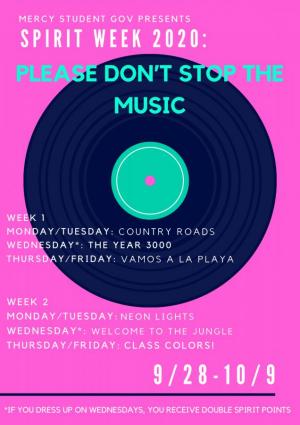 MERCY STUDENT GOV PRESENTS
SPIRIT WEEK 2020:
PLEASE DON'T STOP THE
MUSIC
WEEK 1
MONDAY/TUESDAY: COUNTRY ROADS
WEDNESDAY*: THE YEAR 3000
THURSDAY/FRIDAY: VAMOS A LA PLAYA
WEEK 2
MONDAY/TUESDAY: NEON LIGHTS
WEDNESDAY*: WELCOME TO THE JUNGLE
THURSDAY/FRIDAY: CLASS COLORS!
9/28-10/9
*IF YOU DRESS UP ON WEDNESDAYS, YOU RECEIVE DOUBLE SPIRIT POINTS